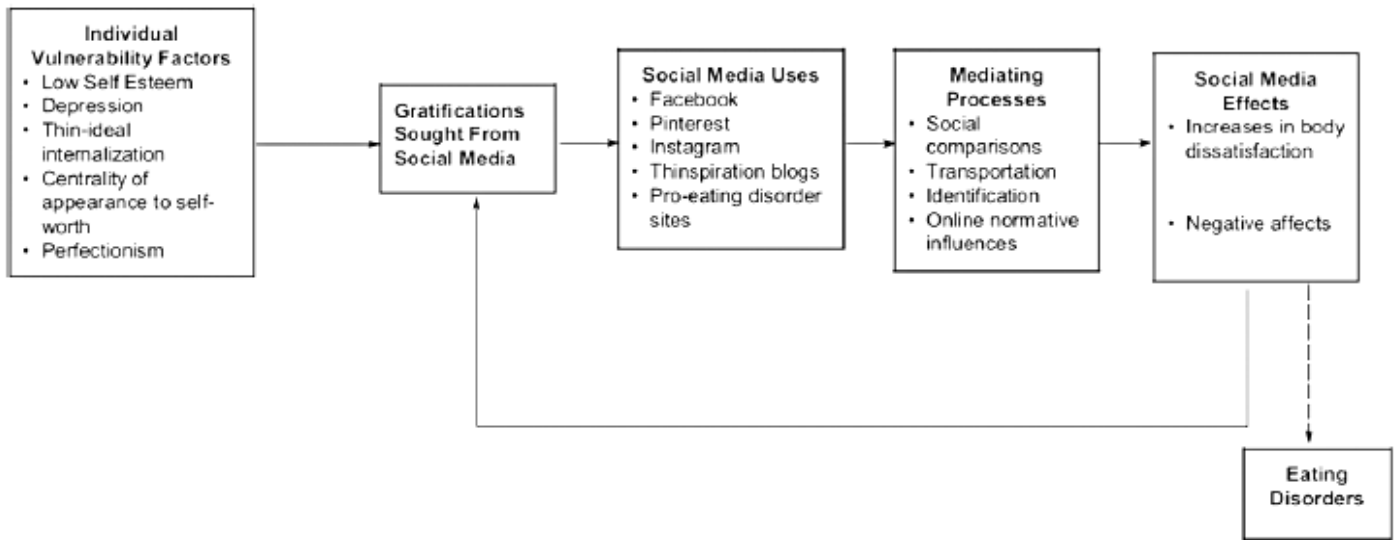 Individual
Vulnerability Factors
• Low Self Esteem
• Depression
• Thin-ideal
internalization
• Centrality of
appearance to self-
worth
• Perfectionism
Gratifications
Sought From
Social Media
Social Media Uses
• Facebook
• Pinterest
• Instagram
• Thinspiration blogs
• Pro-eating disorder
sites
Mediating
Processes
• Social
comparisons
• Transportation
• Identification
• Online normative
influences
Social Media
Effects
• Increases in body
dissatisfaction
• Negative affects
Eating
Disorders